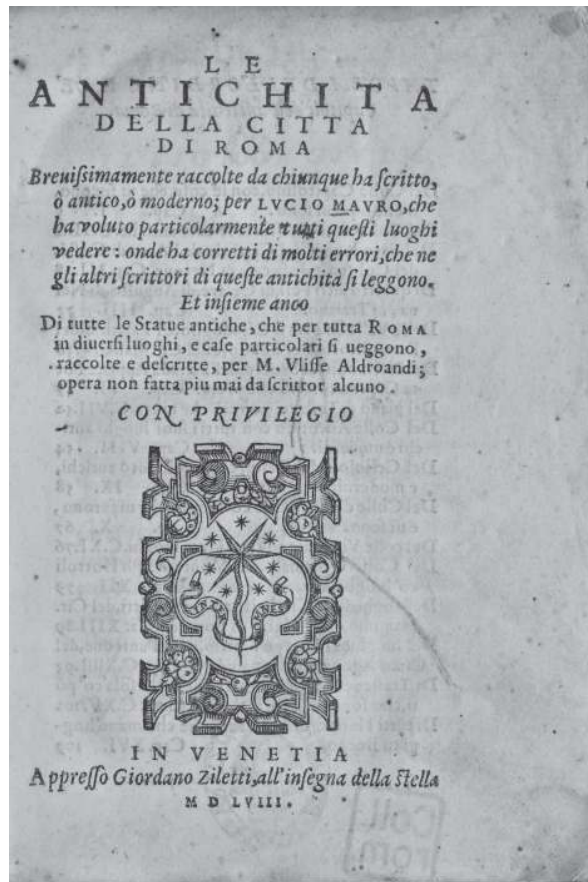 LE
ANTICHITA
DELLA CITTA
DI ROMA
Breuissimamente raccolte da chiunque ha scritto,
ò antico, ò moderno; per LVCIO MAVRO, che
ha voluto particolarmente tutti questi luoghi
vedere: onde ha corretti di molti errori, che ne
gli altri scrittori di queste antichità si leggono.
Et insieme anco
Di tutte le Statue antiche, che per tutta ROMA
in diuersi luoghi, e case particolari si ueggono,
raccolte e descritte, per M. Vlisse Aldroandi;
opera non fatta piu mai da scrittor alcuno.
CON PRIVILEGIO
IN VENETIA
Appresso Giordano Ziletti, all'insegna della stella
M D LVIII.
Coll.
rom